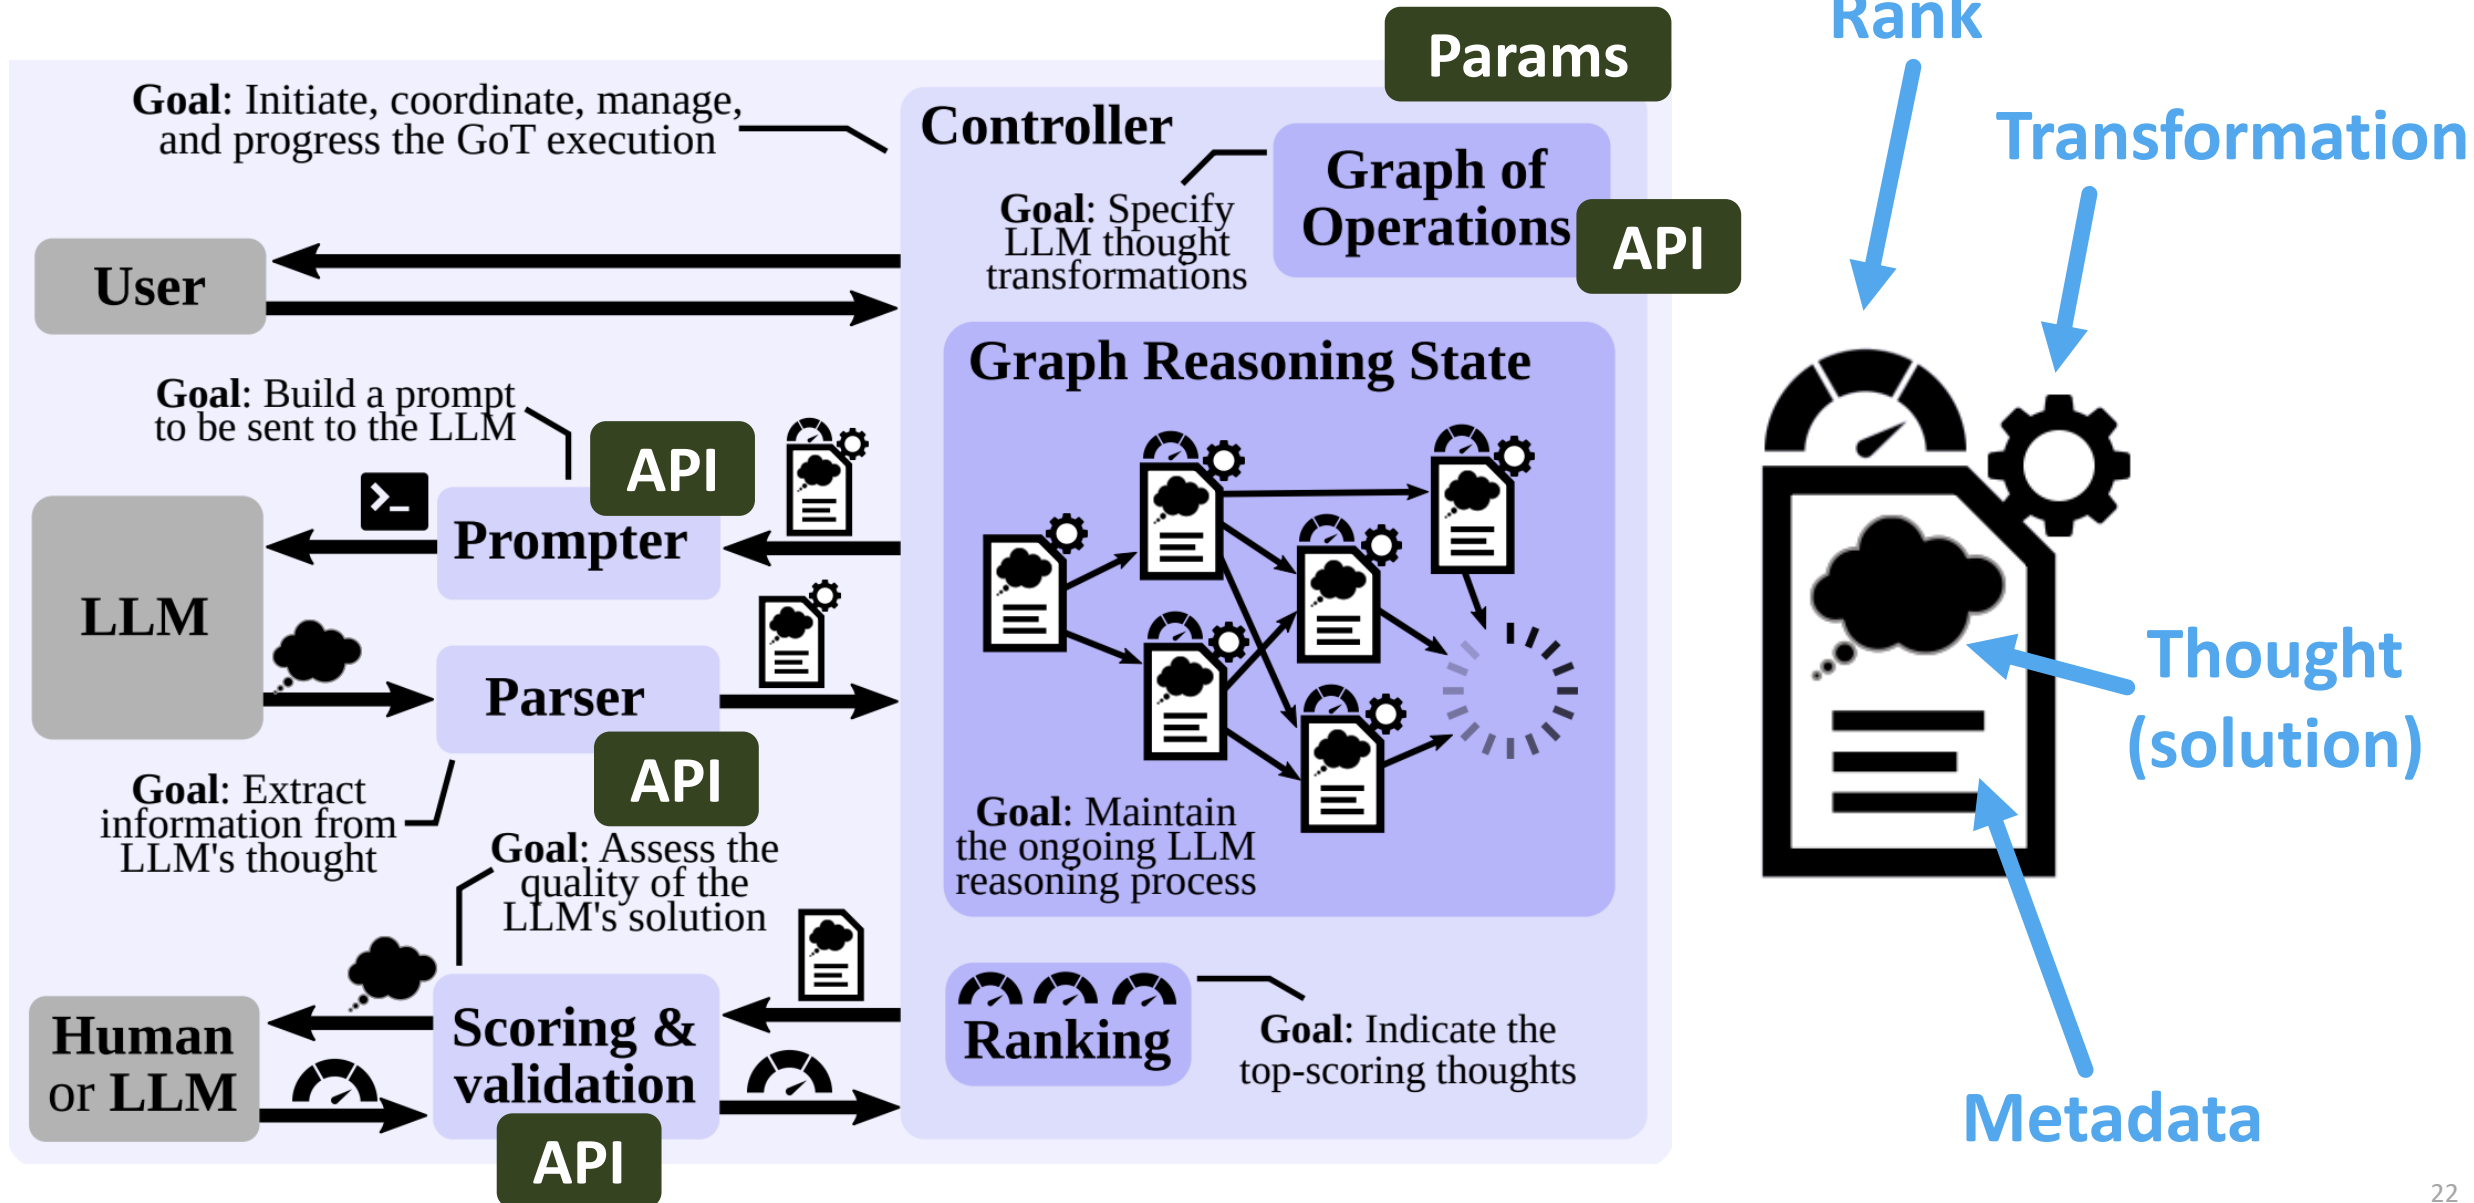 Rank
Params
Transformation
Goal: Initiate, coordinate, manage,
and progress the GoT execution
Controller
Graph of
Operations
API
Goal: Specify
LLM thought
transformations
User
Graph Reasoning State
Goal: Build a prompt
to be sent to the LLM
API
Prompter
LLM
Parser
API
Goal: Extract
information from
LLM's thought
Thought
(solution)
Goal: Maintain
the ongoing LLM
reasoning process
Goal: Assess the
quality of the
LLM's solution
Human
or LLM
Scoring &
validation
API
Ranking
Goal: Indicate the
top-scoring thoughts
Metadata
22